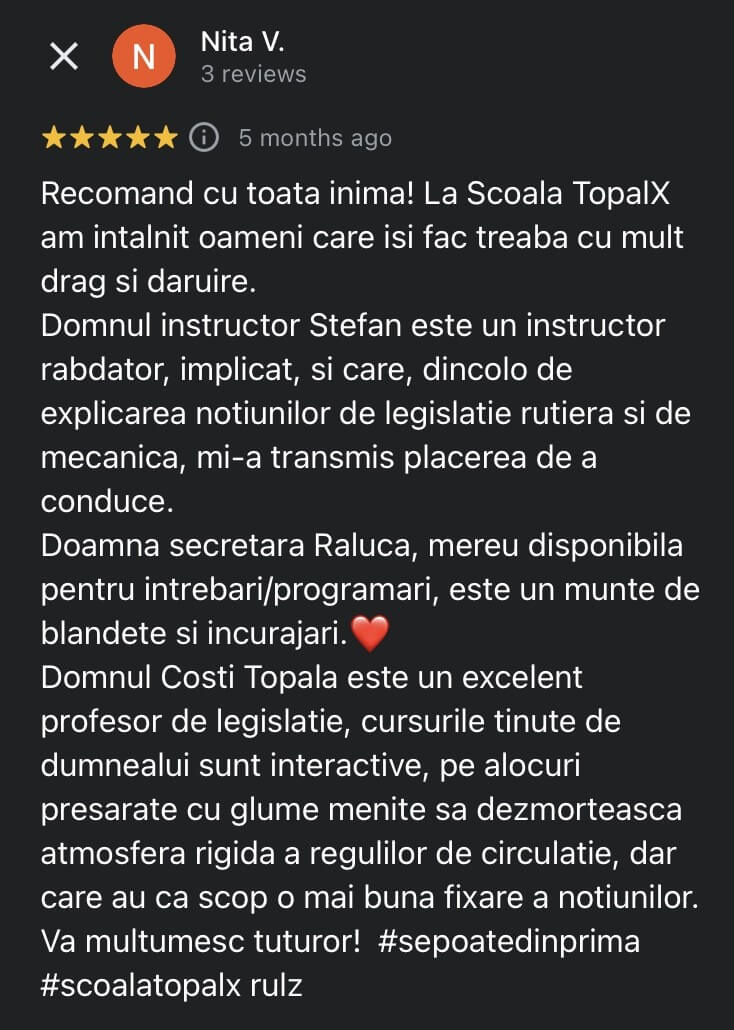 Nita V.
N
3 reviews
5 months ago
Recomand cu toata inima! La Scoala TopalX
am intalnit oameni care isi fac treaba cu mult
drag si daruire.
Domnul instructor Stefan este un instructor
rabdator, implicat, si care, dincolo de
explicarea notiunilor de legislatie rutiera si de
mecanica, mi-a transmis placerea de a
conduce.
Doamna secretara Raluca, mereu disponibila
pentru intrebari/programari, este un munte de
blandete si incurajari.❤️
Domnul Costi Topala este un excelent
profesor de legislatie, cursurile tinute de
dumnealui sunt interactive, pe alocuri
presarate cu glume menite sa dezmorteasca
atmosfera rigida a regulilor de circulatie, dar
care au ca scop o mai buna fixare a notiunilor.
Va multumesc tuturor!  #sepoatedinprima
#scoalatopalx rulz